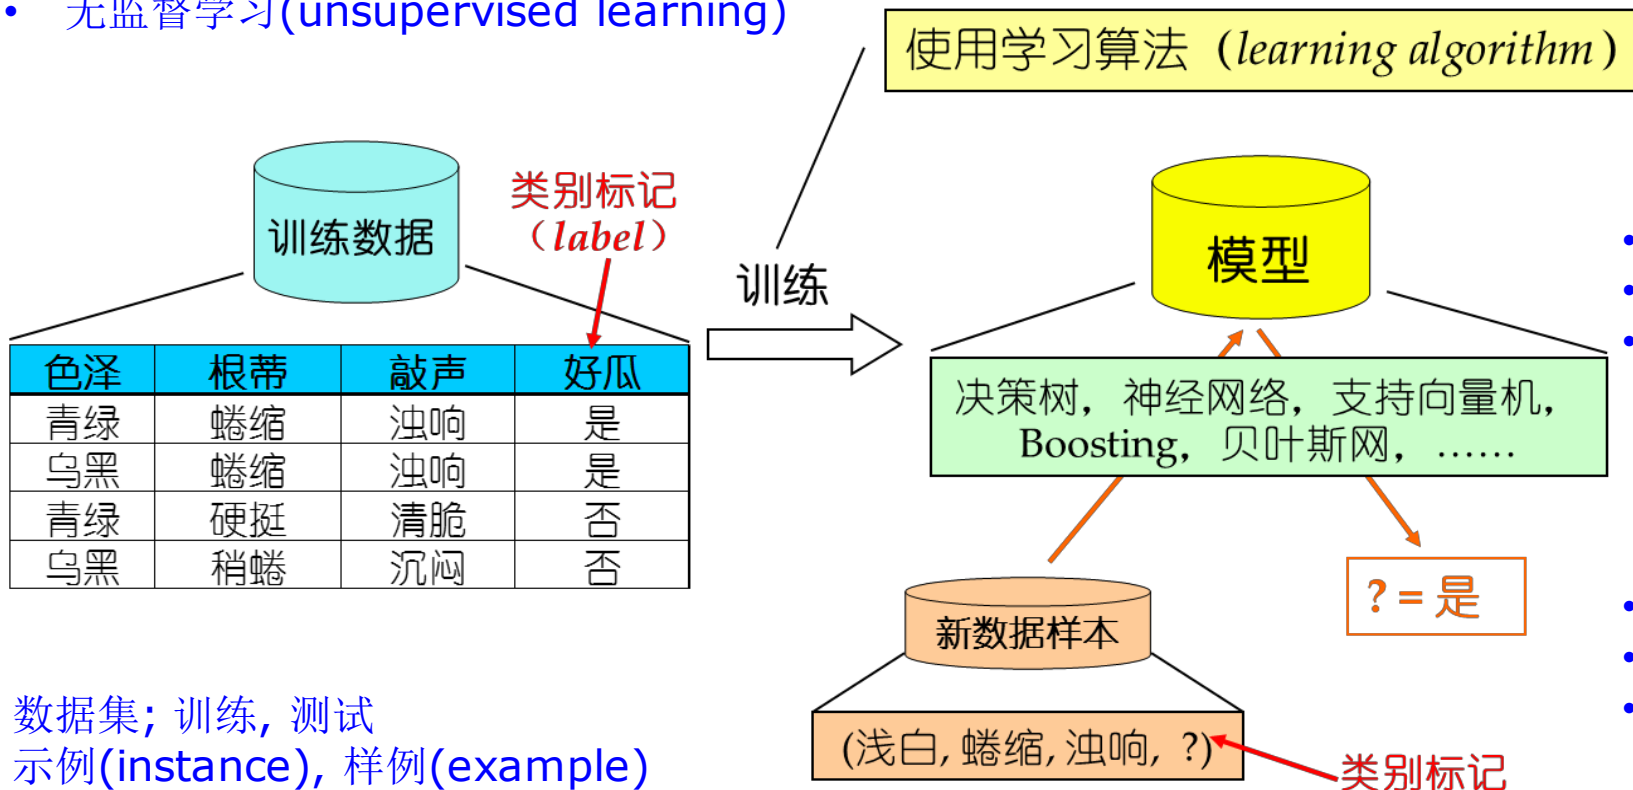 • 无监督学习(unsupervised learning)
使用学习算法（learning algorithm）
训练数据
类别标记
（label）
训练
模型
色泽 根蒂 敲声 好瓜
青绿 蜷缩 浊响 是
乌黑 蜷缩 浊响 是
青绿 硬挺 清脆 否
乌黑 稍蜷 沉闷 否
决策树，神经网络，支持向量机，
Boosting，贝叶斯网，……
? = 是
新数据样本
(浅白, 蜷缩, 浊响, ?)
类别标记
数据集; 训练, 测试
示例(instance), 样例(example)